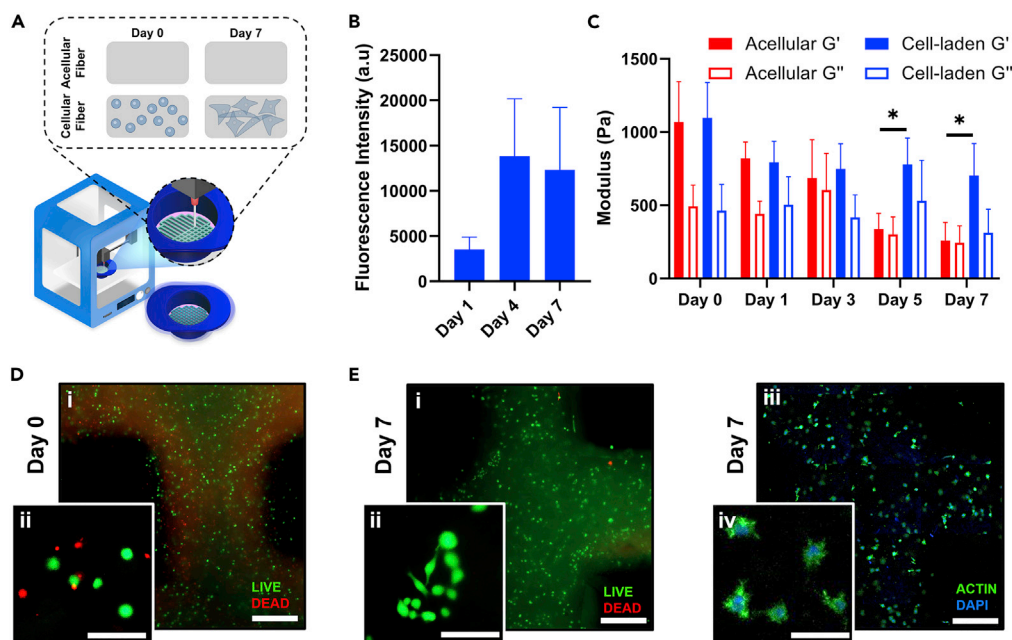 A
Day 0
Day 7
Acellular Fiber
Cellular Fiber
B
Fluorescence Intensity (a.u)
25000
20000
15000
10000
5000
0
Day 1
Day 4
Day 7
C
Acellular G'
Cell-laden G'
Acellular G''
Cell-laden G''
Modulus (Pa)
1500
1000
500
0
*
*
Day 0
Day 1
Day 3
Day 5
Day 7
D
Day 0
i
ii
LIVE
DEAD
E
Day 7
i
ii
LIVE
DEAD
Day 7
iii
iv
ACTIN
DAPI